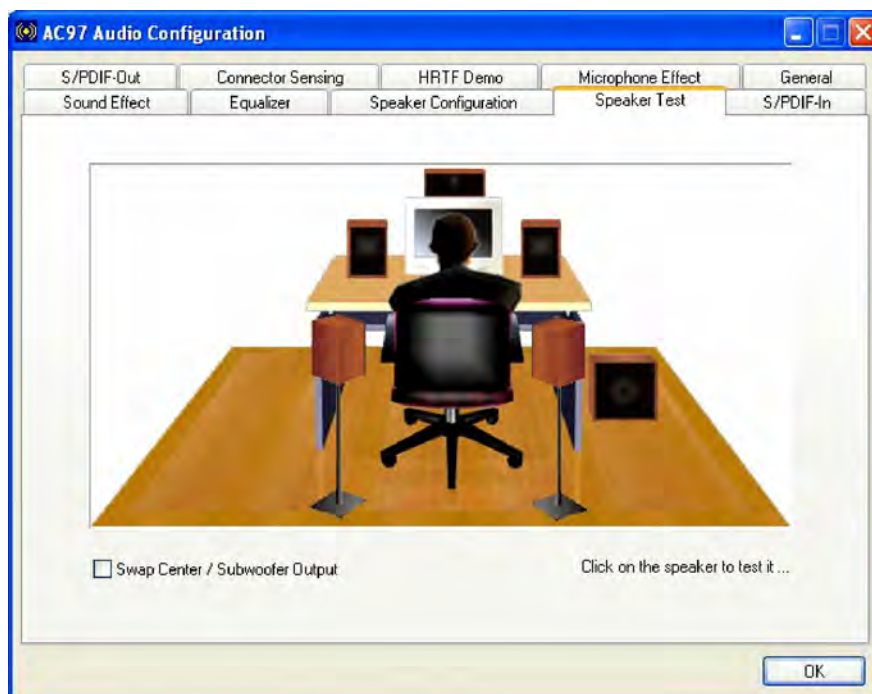 AC97 Audio Configuration
S/PDIF-Out Connector Sensing HRTF Demo Microphone Effect General
Sound Effect Equalizer Speaker Configuration Speaker Test S/PDIF-In
Swap Center / Subwoofer Output Click on the speaker to test it ...
OK